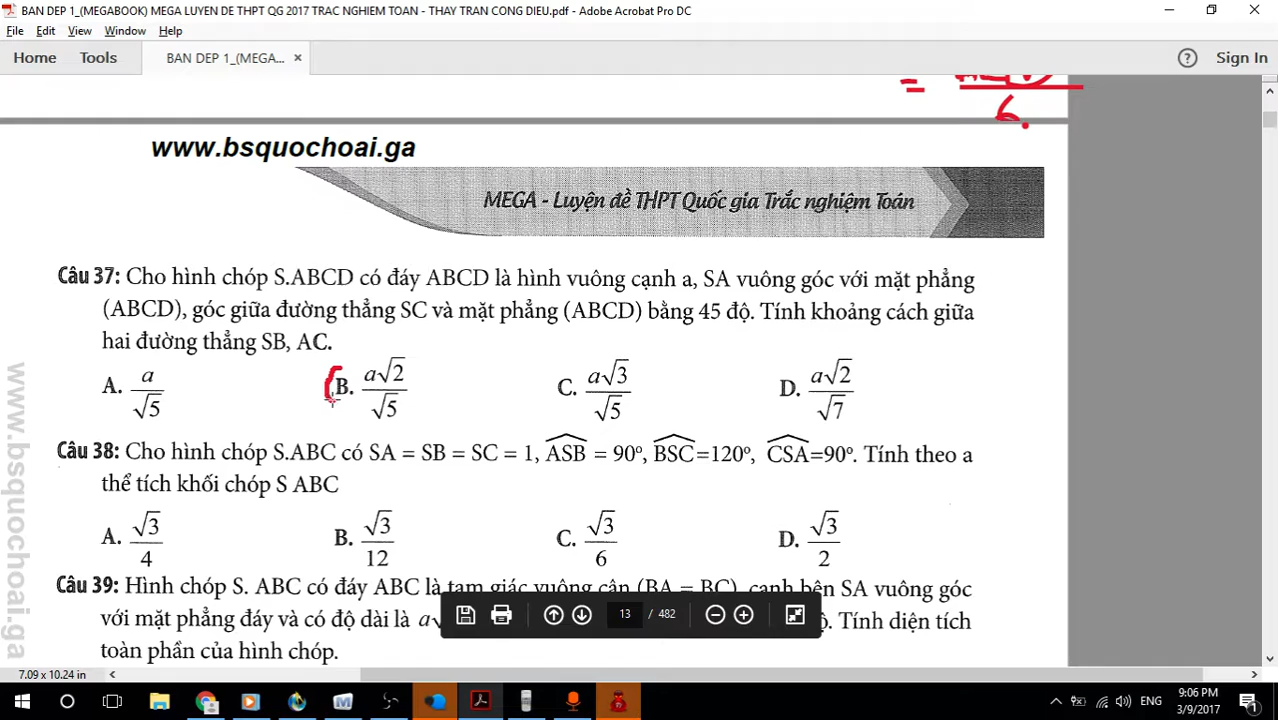 BAN DEP 1_(MEGABOOK) MEGA LUYEN DE THPT QG 2017 TRAC NGHIEM TOAN - THAY TRAN CONG DIEU.pdf - Adobe Acrobat Pro DC
File Edit View Window Help
Home Tools BAN DEP 1_(MEGA... × ? Sign In
=
6.
www.bsquochoai.ga
MEGA - Luyện đề THPT Quốc gia Trắc nghiệm Toán
Câu 37: Cho hình chóp S.ABCD có đáy ABCD là hình vuông cạnh a, SA vuông góc với mặt phẳng
(ABCD), góc giữa đường thẳng SC và mặt phẳng (ABCD) bằng 45 độ. Tính khoảng cách giữa
hai đường thẳng SB, AC.
A. a/√5 B. a√2/√5 C. a√3/√5 D. a√2/√7
Câu 38: Cho hình chóp S.ABC có SA = SB = SC = 1, ASB = 90º, BSC=120º, CSA=90º. Tính theo a
thể tích khối chóp S ABC
A. √3/4 B. √3/12 C. √3/6 D. √3/2
Câu 39: Hình chóp S. ABC có đáy ABC là tam giác vuông cân (BA = BC), cạnh bên SA vuông góc
với mặt phẳng đáy và có độ dài là a√ Tính diện tích
toàn phần của hình chóp.
www.bsquochoai.ga
13 / 482
7.09 x 10.24 in
ENG
9:06 PM
3/9/2017
1